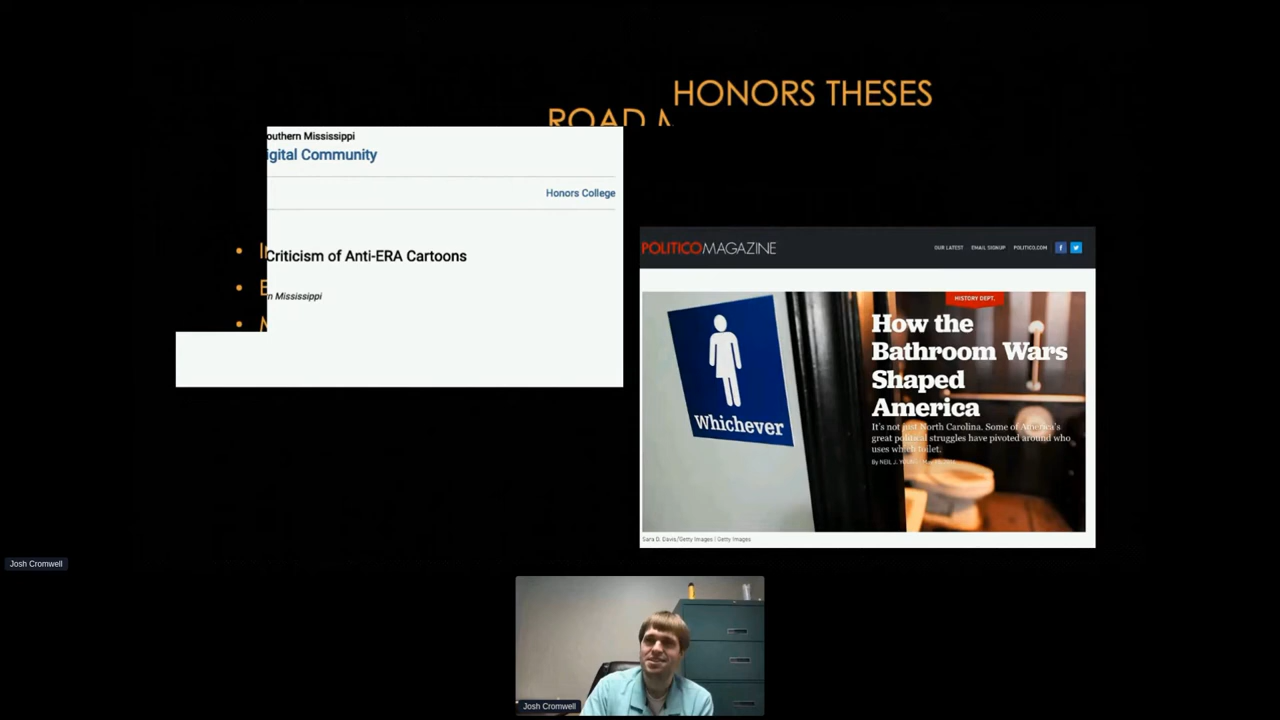 HONORS THESES
ROAD
outhern Mississippi
igital Community
Honors College
Criticism of Anti-ERA Cartoons
n Mississippi
POLITICOMAGAZINE
OUR LATEST
EMAIL SIGNUP
POLITICO.COM
HISTORY DEPT.
How the
Bathroom Wars
Shaped
America
It's not just North Carolina. Some of America's
great political struggles have pivoted around who
uses which toilet.
By NEIL J.
Whichever
Sara D. Davis/Getty Images | Getty Images
Josh Cromwell
Josh Cromwell